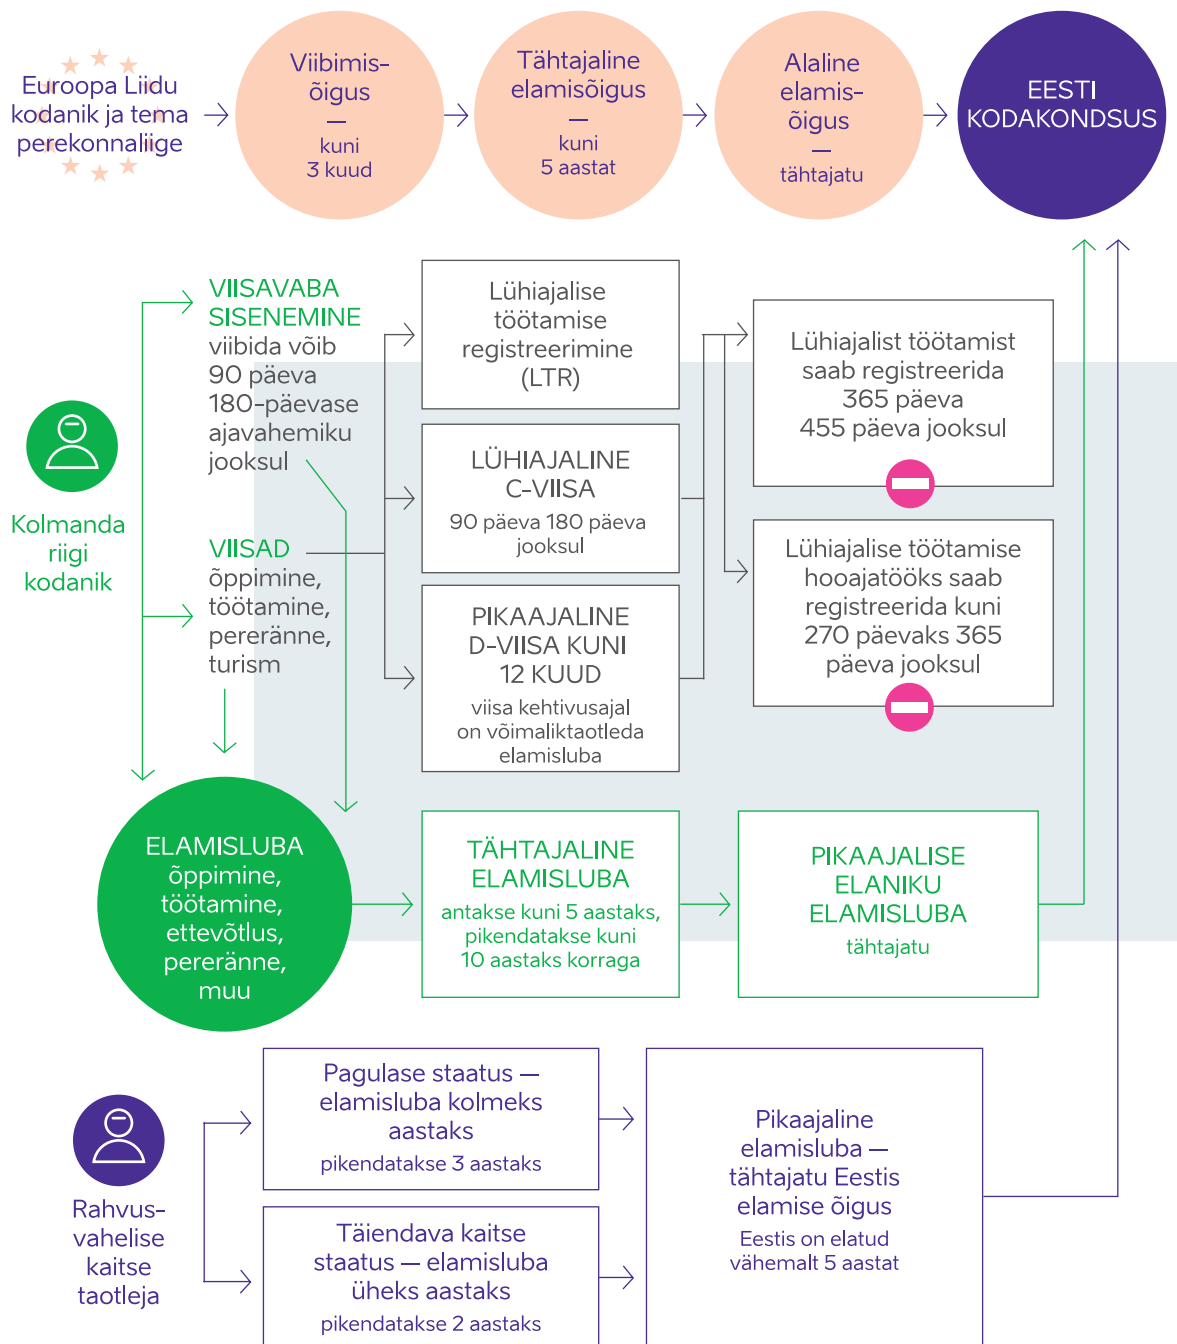 Euroopa Liidu
kodanik ja tema
perekonnaliige
Viibimis-
õigus
—
kuni
3 kuud
Tähtajaline
elamisõigus
—
kuni
5 aastat
Alaline
elamis-
õigus
—
tähtajatu
EESTI
KODAKONDSUS
Kolmanda
riigi
kodanik
VIISAVABA
SISENEMINE
viibida võib
90 päeva
180-päevase
ajavahemiku
jooksul
VIISAD
õppimine,
töötamine,
pereränne,
turism
Lühiajalise
töötamise
registreerimine
(LTR)
LÜHIAJALINE
C-VIISA
90 päeva 180 päeva
jooksul
PIKAAJALINE
D-VIISA KUNI
12 KUUD
viisa kehtivusajal
on võimaliktaotleda
elamisluba
Lühiajalist töötamist
saab registreerida
365 päeva
455 päeva jooksul
Lühiajalise töötamise
hooajatööks saab
registreerida kuni
270 päevaks 365
päeva jooksul
ELAMISLUBA
õppimine,
töötamine,
ettevõtlus,
pereränne,
muu
TÄHTAJALINE
ELAMISLUBA
antakse kuni 5 aastaks,
pikendatakse kuni
10 aastaks korraga
PIKAAJALISE
ELANIKU
ELAMISLUBA
tähtajatu
Rahvus-
vahelise
kaitse
taotleja
Pagulase staatus —
elamisluba kolmeks
aastaks
pikendatakse 3 aastaks
Täiendava kaitse
staatus — elamisluba
üheks aastaks
pikendatakse 2 aastaks
Pikaajaline
elamisluba —
tähtajatu Eestis
elamise õigus
Eestis on elatud
vähemalt 5 aastat